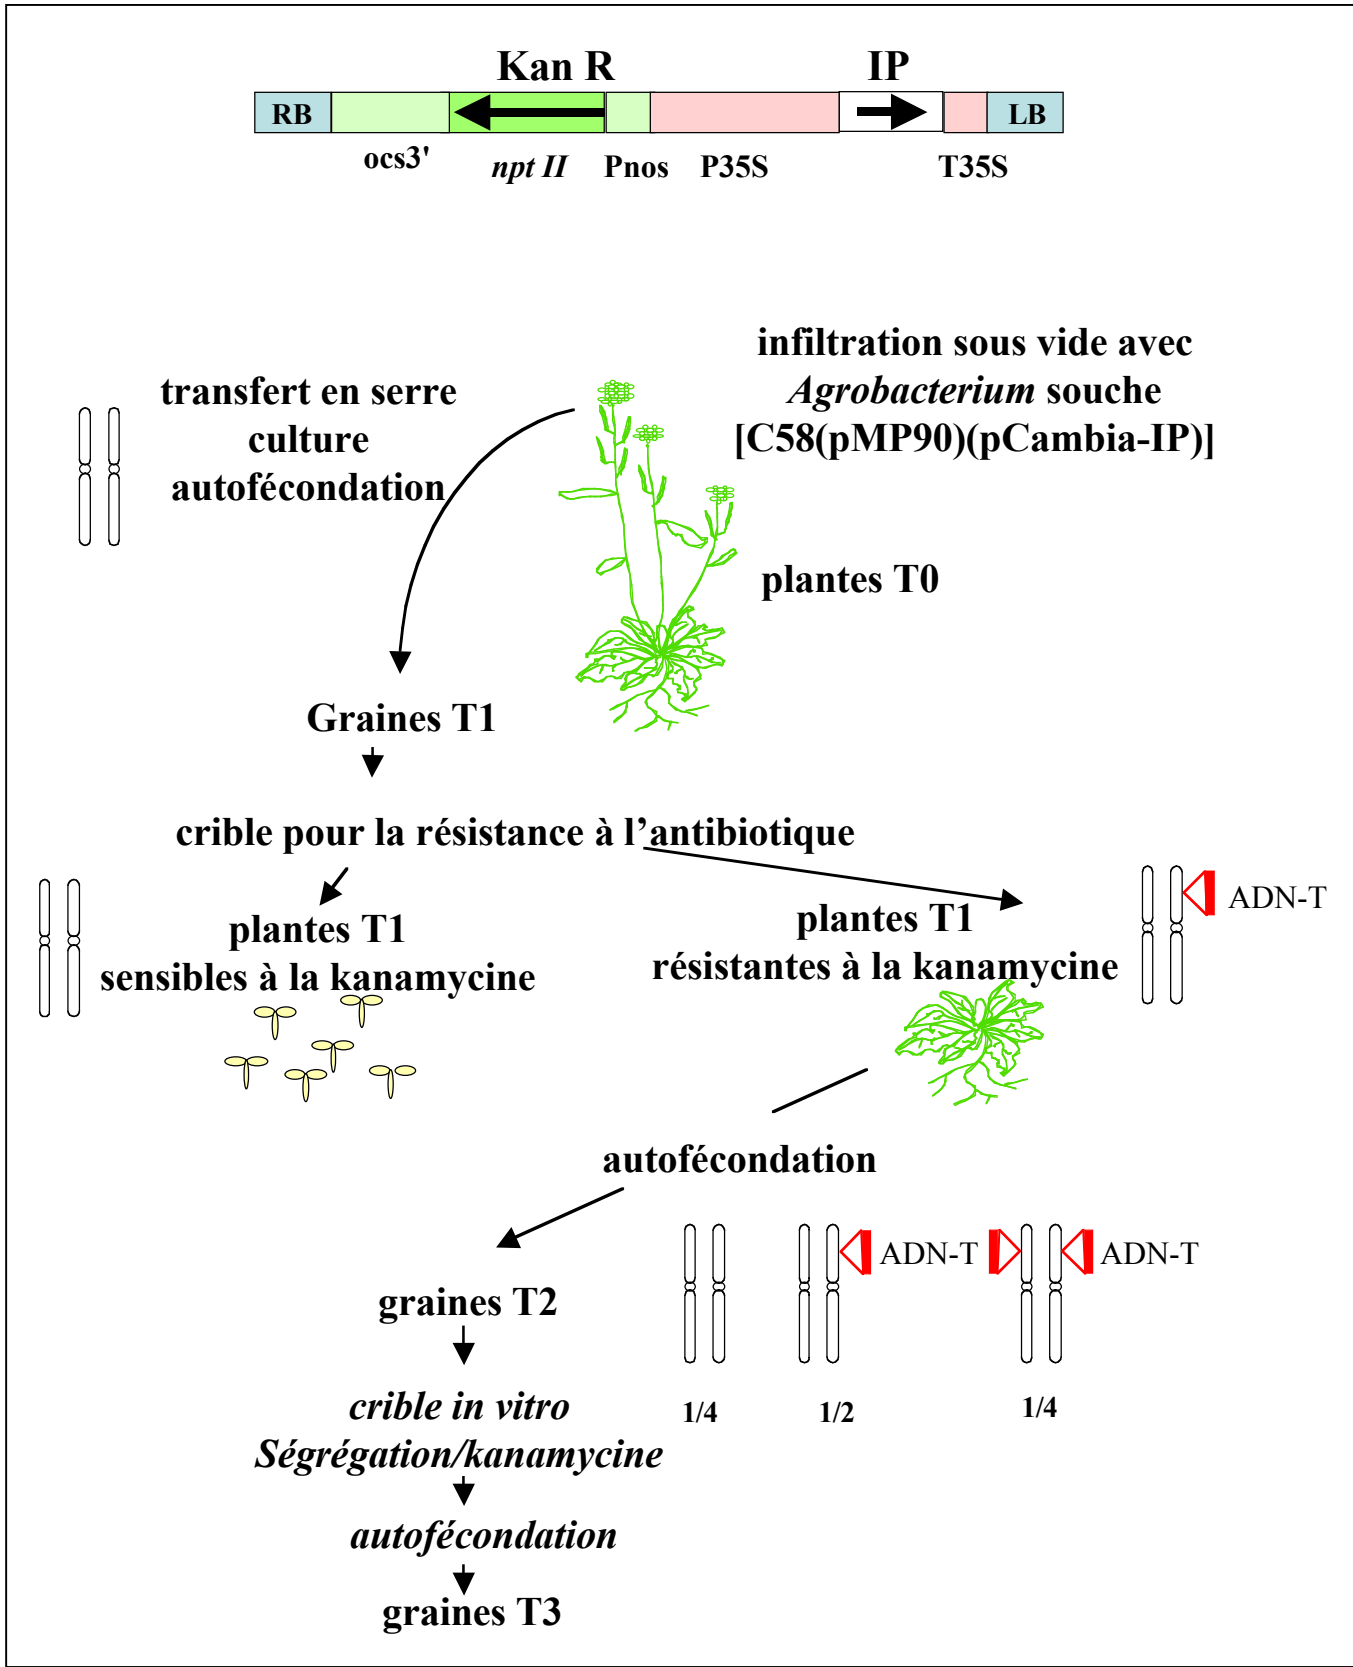 Kan R IP
RB LB
ocs3' npt II Pnos P35S T35S
infiltration sous vide avec
Agrobacterium souche
[C58(pMP90)(pCambia-IP)]
transfert en serre
culture
autofécondation
plantes T0
Graines T1
crible pour la résistance à l’antibiotique
plantes T1
sensibles à la kanamycine
plantes T1
résistantes à la kanamycine
ADN-T
autofécondation
ADN-T ADN-T
graines T2
1/4 1/2 1/4
crible in vitro
Ségrégation/kanamycine
autofécondation
graines T3